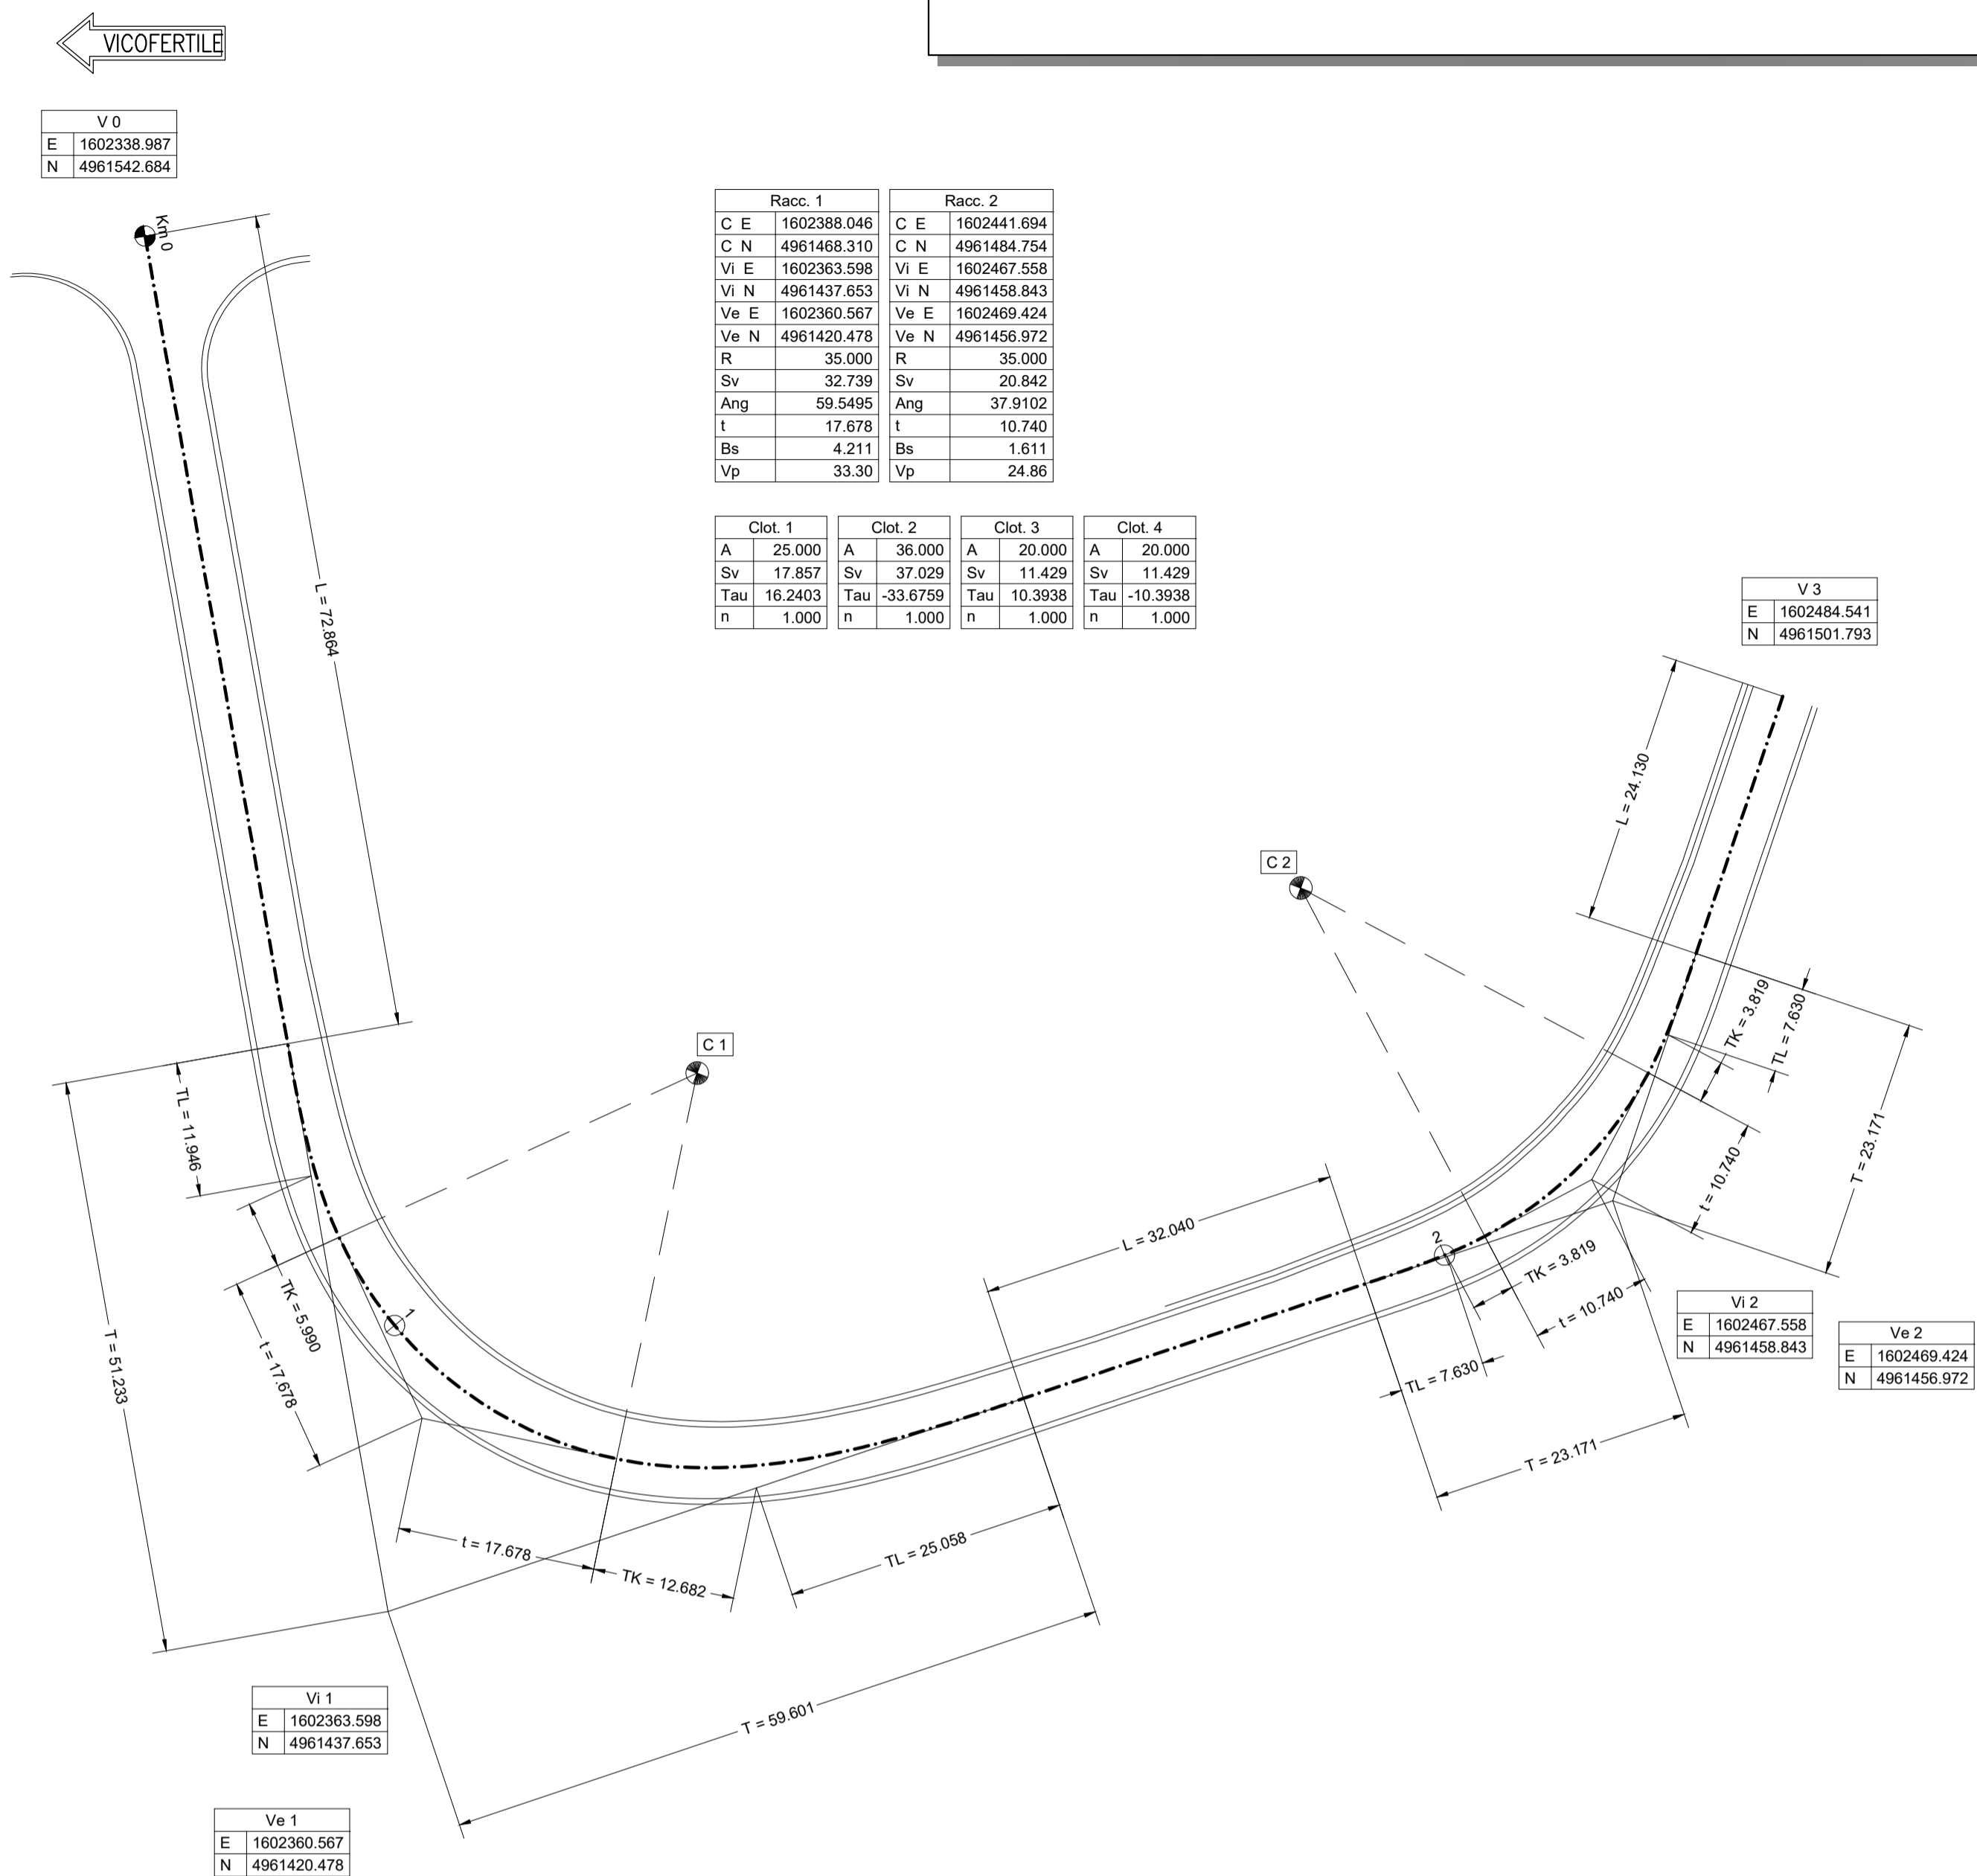 VICOFERTILE
V 0
E 1602338.987
N 4961542.684
Km 0
Racc. 1
C E 1602388.046
C N 4961468.310
Vi E 1602363.598
Vi N 4961437.653
Ve E 1602360.567
Ve N 4961420.478
R 35.000
Sv 32.739
Ang 59.5495
t 17.678
Bs 4.211
Vp 33.30
Racc. 2
C E 1602441.694
C N 4961484.754
Vi E 1602467.558
Vi N 4961458.843
Ve E 1602469.424
Ve N 4961456.972
R 35.000
Sv 20.842
Ang 37.9102
t 10.740
Bs 1.611
Vp 24.86
Clot. 1
A 25.000
Sv 17.857
Tau 16.2403
n 1.000
Clot. 2
A 36.000
Sv 37.029
Tau -33.6759
n 1.000
Clot. 3
A 20.000
Sv 11.429
Tau 10.3938
n 1.000
Clot. 4
A 20.000
Sv 11.429
Tau -10.3938
n 1.000
V 3
E 1602484.541
N 4961501.793
L = 72.864
L = 24.130
C 2
C 1
TK = 3.819
TL = 7.630
TL = 11.946
T = 23.171
t = 10.740
L = 32.040
2
TK = 3.819
t = 10.740
TK = 5.990
1
t = 17.678
T = 51.233
Vi 2
E 1602467.558
N 4961458.843
Ve 2
E 1602469.424
N 4961456.972
TL = 7.630
T = 23.171
t = 17.678
TK = 12.682
TL = 25.058
T = 59.601
Vi 1
E 1602363.598
N 4961437.653
Ve 1
E 1602360.567
N 4961420.478